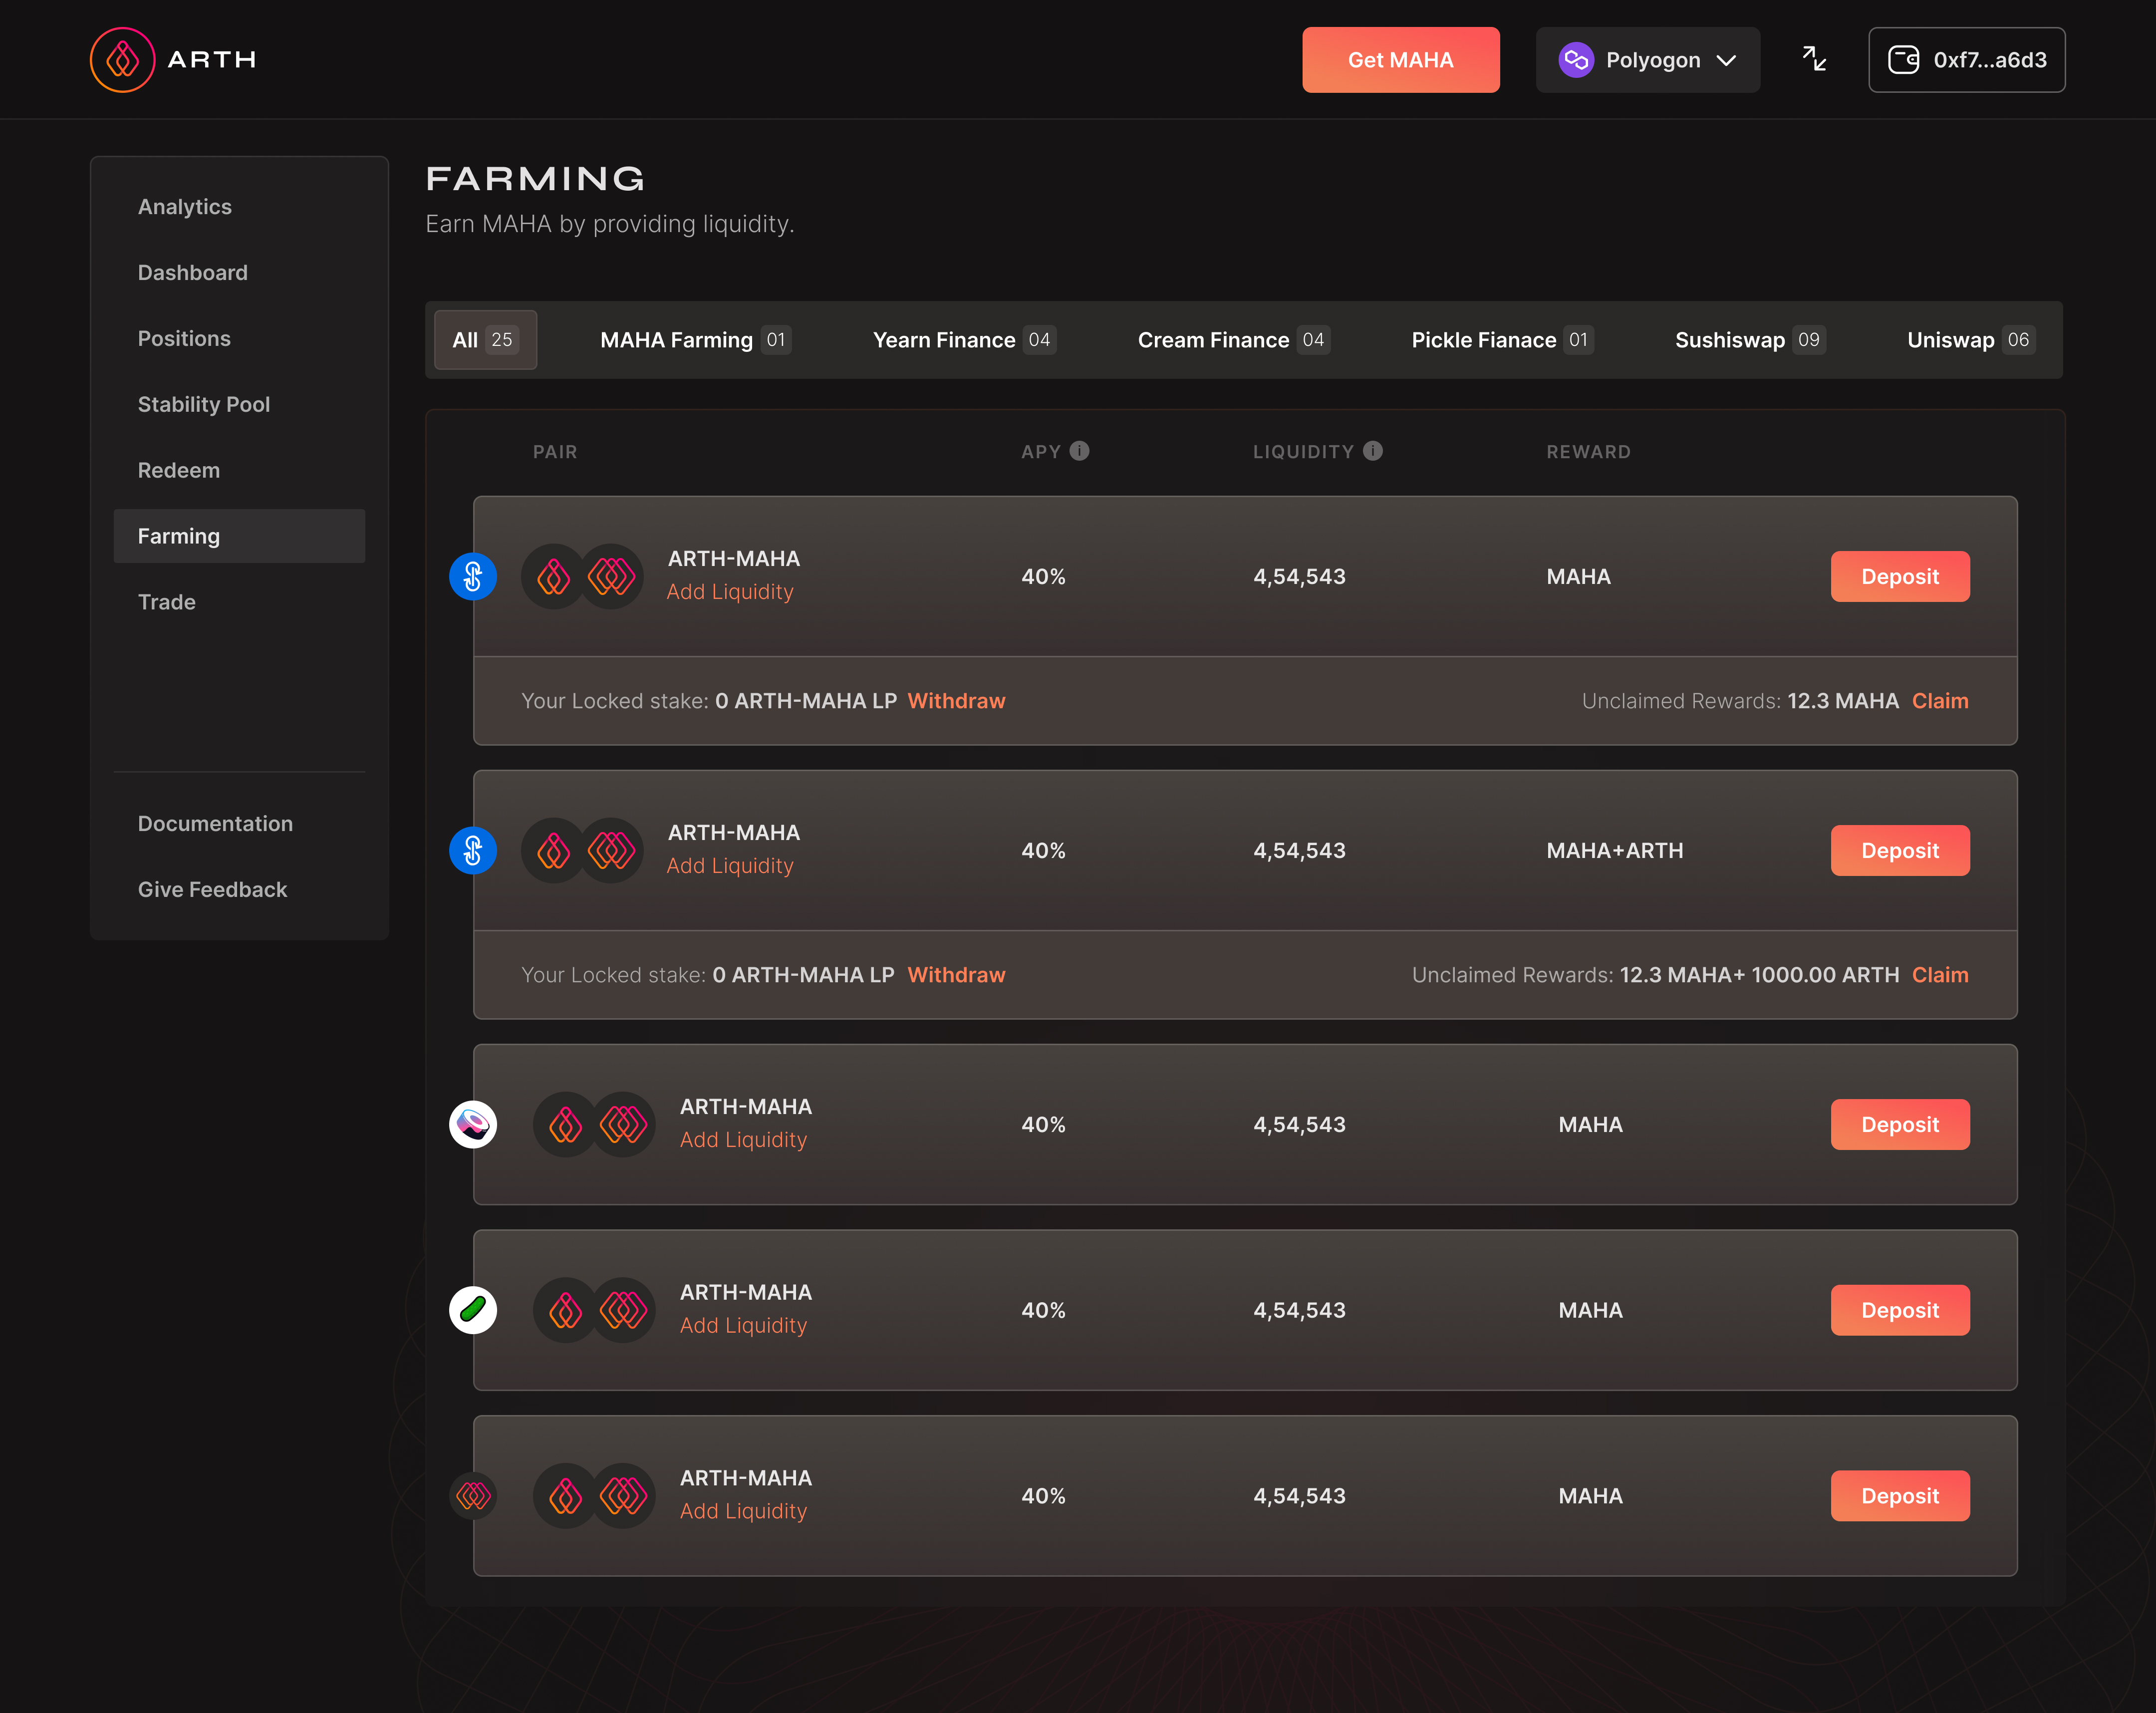 ARTH
Get MAHA
Polyogon
0xf7...a6d3
Analytics
Dashboard
Positions
Stability Pool
Redeem
Farming
Trade
Documentation
Give Feedback
FARMING
Earn MAHA by providing liquidity.
All 25 MAHA Farming 01 Yearn Finance 04 Cream Finance 04 Pickle Fianace 01 Sushiswap 09 Uniswap 06
PAIR APY i LIQUIDITY i REWARD
ARTH-MAHA
Add Liquidity
40% 4,54,543 MAHA Deposit
Your Locked stake: 0 ARTH-MAHA LP Withdraw Unclaimed Rewards: 12.3 MAHA Claim
ARTH-MAHA
Add Liquidity
40% 4,54,543 MAHA+ARTH Deposit
Your Locked stake: 0 ARTH-MAHA LP Withdraw Unclaimed Rewards: 12.3 MAHA+ 1000.00 ARTH Claim
ARTH-MAHA
Add Liquidity
40% 4,54,543 MAHA Deposit
ARTH-MAHA
Add Liquidity
40% 4,54,543 MAHA Deposit
ARTH-MAHA
Add Liquidity
40% 4,54,543 MAHA Deposit